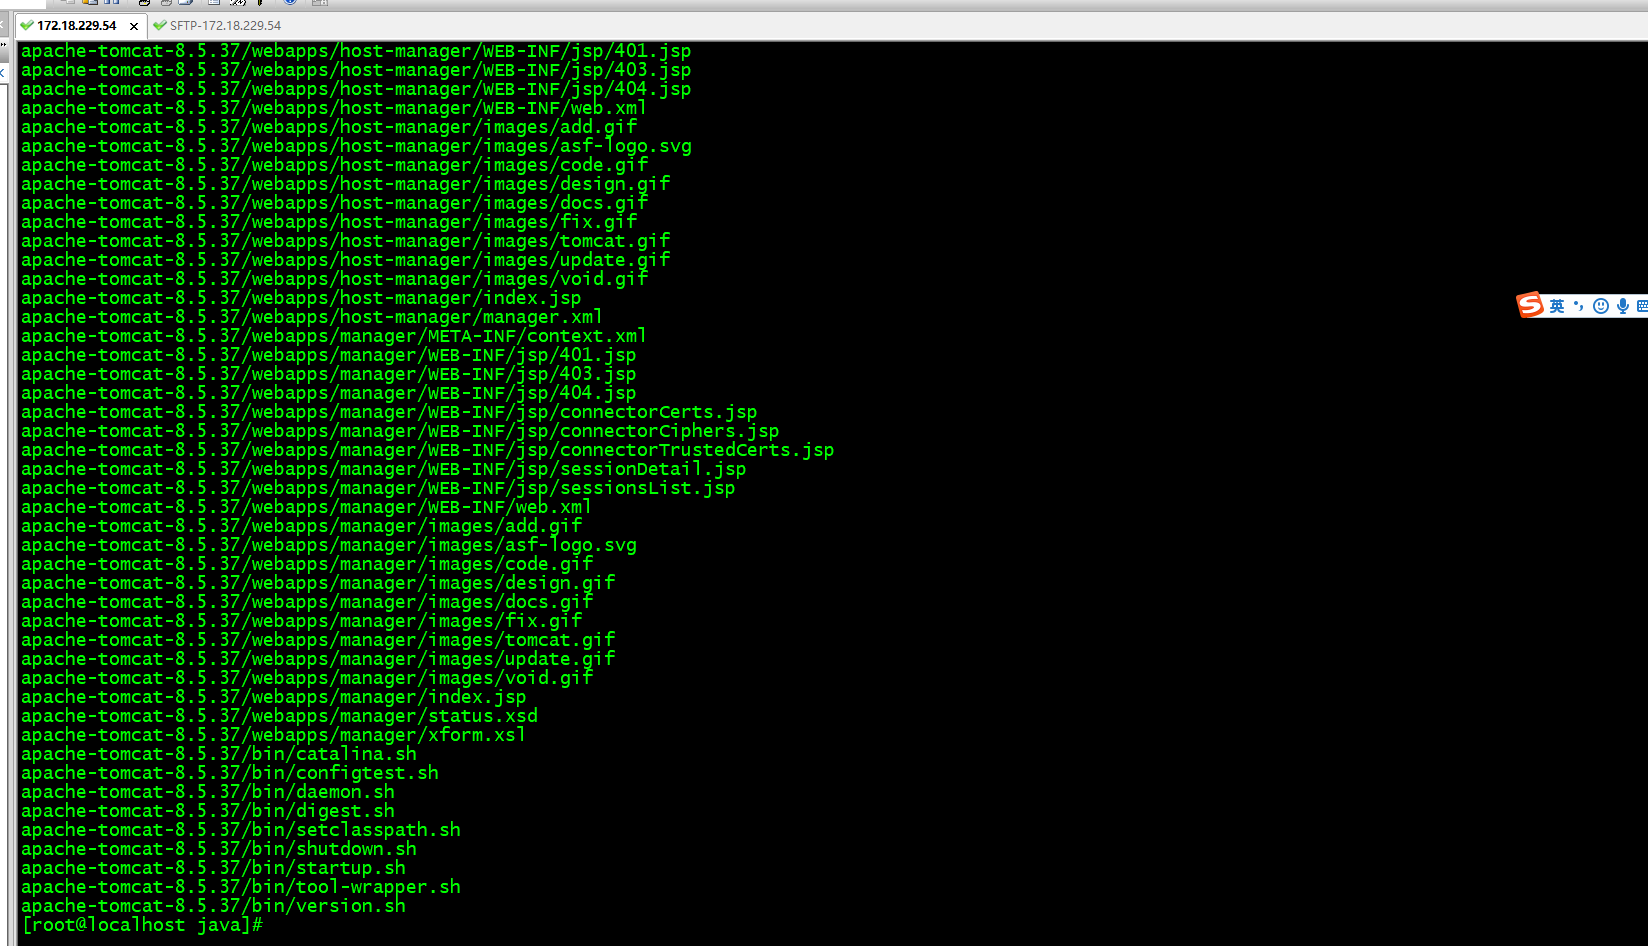 172.18.229.54
SFTP-172.18.229.54
apache-tomcat-8.5.37/webapps/host-manager/WEB-INF/jsp/401.jsp
apache-tomcat-8.5.37/webapps/host-manager/WEB-INF/jsp/403.jsp
apache-tomcat-8.5.37/webapps/host-manager/WEB-INF/jsp/404.jsp
apache-tomcat-8.5.37/webapps/host-manager/WEB-INF/web.xml
apache-tomcat-8.5.37/webapps/host-manager/images/add.gif
apache-tomcat-8.5.37/webapps/host-manager/images/asf-logo.svg
apache-tomcat-8.5.37/webapps/host-manager/images/code.gif
apache-tomcat-8.5.37/webapps/host-manager/images/design.gif
apache-tomcat-8.5.37/webapps/host-manager/images/docs.gif
apache-tomcat-8.5.37/webapps/host-manager/images/fix.gif
apache-tomcat-8.5.37/webapps/host-manager/images/tomcat.gif
apache-tomcat-8.5.37/webapps/host-manager/images/update.gif
apache-tomcat-8.5.37/webapps/host-manager/images/void.gif
apache-tomcat-8.5.37/webapps/host-manager/index.jsp
apache-tomcat-8.5.37/webapps/host-manager/manager.xml
apache-tomcat-8.5.37/webapps/manager/META-INF/context.xml
apache-tomcat-8.5.37/webapps/manager/WEB-INF/jsp/401.jsp
apache-tomcat-8.5.37/webapps/manager/WEB-INF/jsp/403.jsp
apache-tomcat-8.5.37/webapps/manager/WEB-INF/jsp/404.jsp
apache-tomcat-8.5.37/webapps/manager/WEB-INF/jsp/connectorCerts.jsp
apache-tomcat-8.5.37/webapps/manager/WEB-INF/jsp/connectorCiphers.jsp
apache-tomcat-8.5.37/webapps/manager/WEB-INF/jsp/connectorTrustedCerts.jsp
apache-tomcat-8.5.37/webapps/manager/WEB-INF/jsp/sessionDetail.jsp
apache-tomcat-8.5.37/webapps/manager/WEB-INF/jsp/sessionsList.jsp
apache-tomcat-8.5.37/webapps/manager/WEB-INF/web.xml
apache-tomcat-8.5.37/webapps/manager/images/add.gif
apache-tomcat-8.5.37/webapps/manager/images/asf-logo.svg
apache-tomcat-8.5.37/webapps/manager/images/code.gif
apache-tomcat-8.5.37/webapps/manager/images/design.gif
apache-tomcat-8.5.37/webapps/manager/images/docs.gif
apache-tomcat-8.5.37/webapps/manager/images/fix.gif
apache-tomcat-8.5.37/webapps/manager/images/tomcat.gif
apache-tomcat-8.5.37/webapps/manager/images/update.gif
apache-tomcat-8.5.37/webapps/manager/images/void.gif
apache-tomcat-8.5.37/webapps/manager/index.jsp
apache-tomcat-8.5.37/webapps/manager/status.xsd
apache-tomcat-8.5.37/webapps/manager/xform.xsl
apache-tomcat-8.5.37/bin/catalina.sh
apache-tomcat-8.5.37/bin/configtest.sh
apache-tomcat-8.5.37/bin/daemon.sh
apache-tomcat-8.5.37/bin/digest.sh
apache-tomcat-8.5.37/bin/setclasspath.sh
apache-tomcat-8.5.37/bin/shutdown.sh
apache-tomcat-8.5.37/bin/startup.sh
apache-tomcat-8.5.37/bin/tool-wrapper.sh
apache-tomcat-8.5.37/bin/version.sh
[root@localhost java]#
英